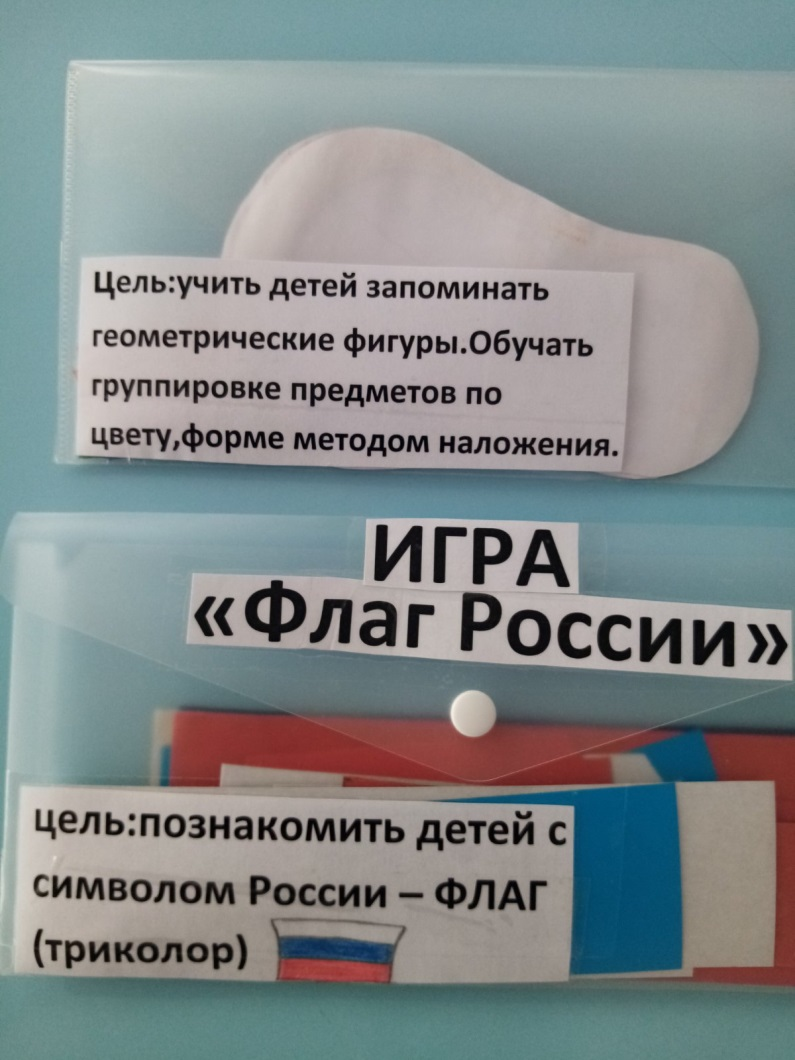 Цель:учить детей запоминать
геометрические фигуры.Обучать
группировке предметов по
цвету,форме методом наложения.
ИГРА
«Флаг России»
цель:познакомить детей с
символом России – ФЛАГ
(триколор)